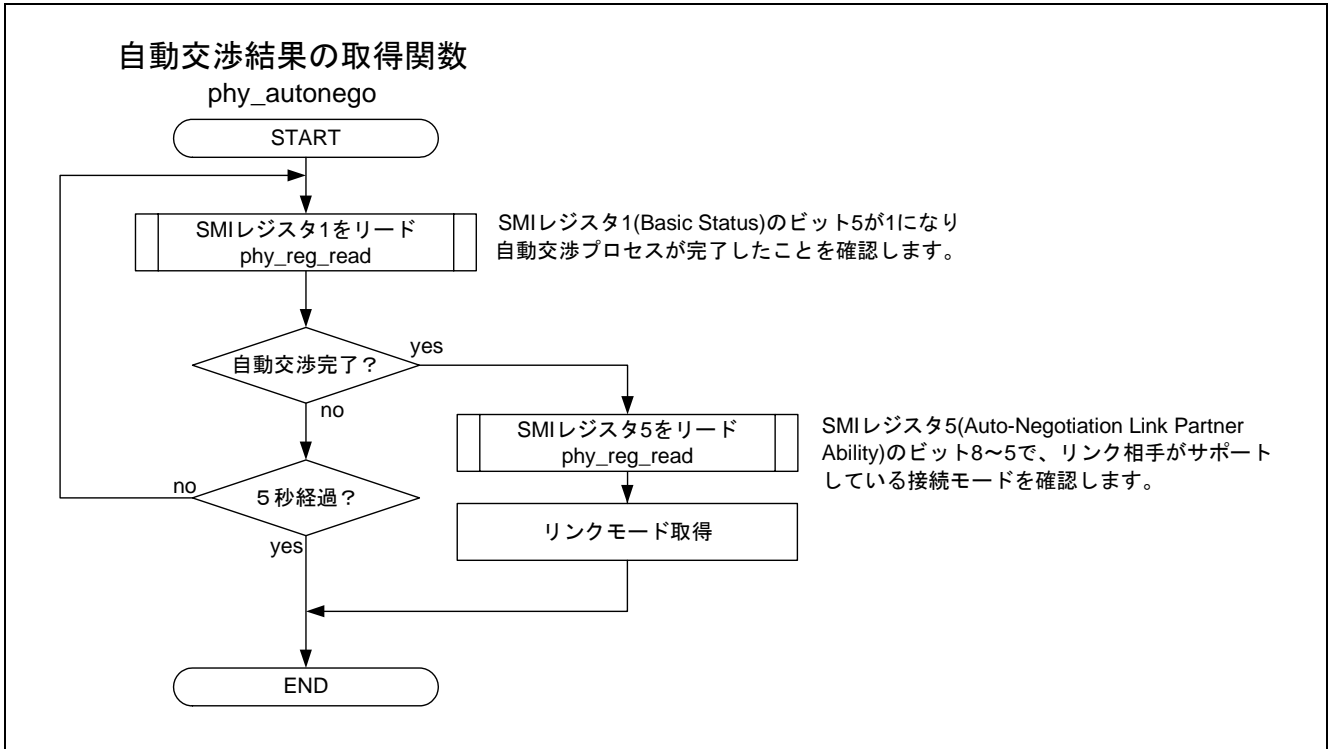 自動交渉結果の取得関数
phy_autonego
START
SMIレジスタ1をリード
phy_reg_read
SMIレジスタ1(Basic Status)のビット5が1になり
自動交渉プロセスが完了したことを確認します。
自動交渉完了？
yes
no
SMIレジスタ5をリード
phy_reg_read
SMIレジスタ5(Auto-Negotiation Link Partner
Ability)のビット8～5で、リンク相手がサポート
している接続モードを確認します。
５秒経過？
no
yes
リンクモード取得
END